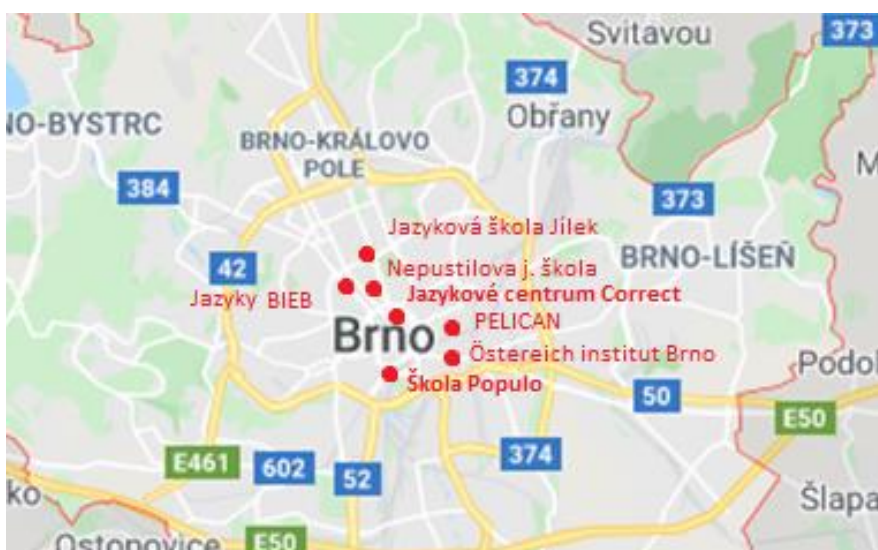 Svitavou
373
374
Obřany
NO-BYSTRC
BRNO-KRÁLOVO
POLE
384
373
Jazyková škola Jílek
BRNO-LÍŠEŇ
42
Nepustilova j. škola
Jazyky BIEB
Jazykové centrum Correct
PELICAN
Brno
Östereich institut Brno
Podol
Škola Populo
50
E50
E461
602
52
374
ko
Šlapa
Ostopovice
E50